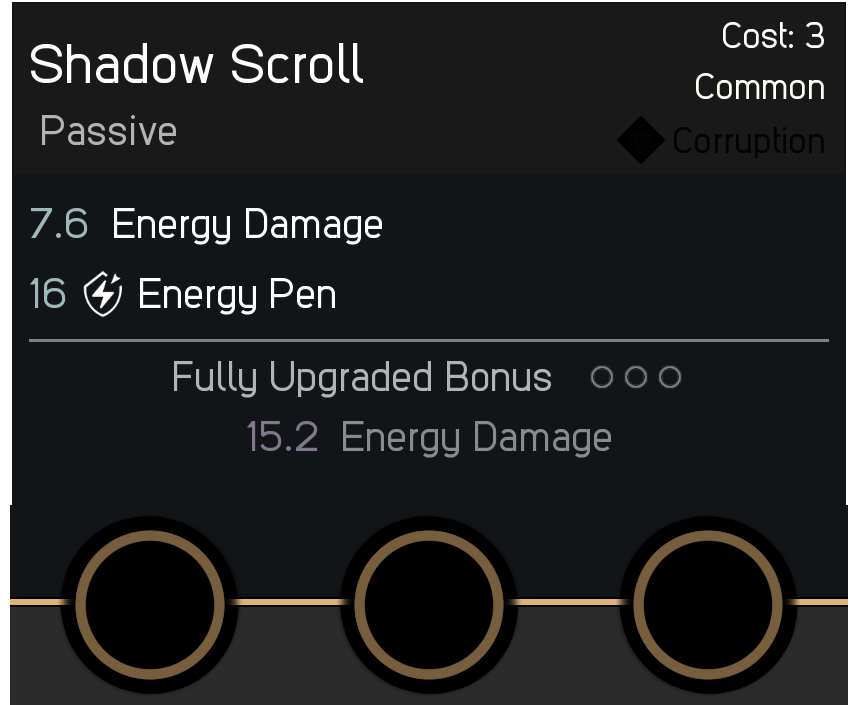 Shadow Scroll
Cost: 3
Common
Passive
Corruption
7.6 Energy Damage
16 Energy Pen
Fully Upgraded Bonus
15.2 Energy Damage